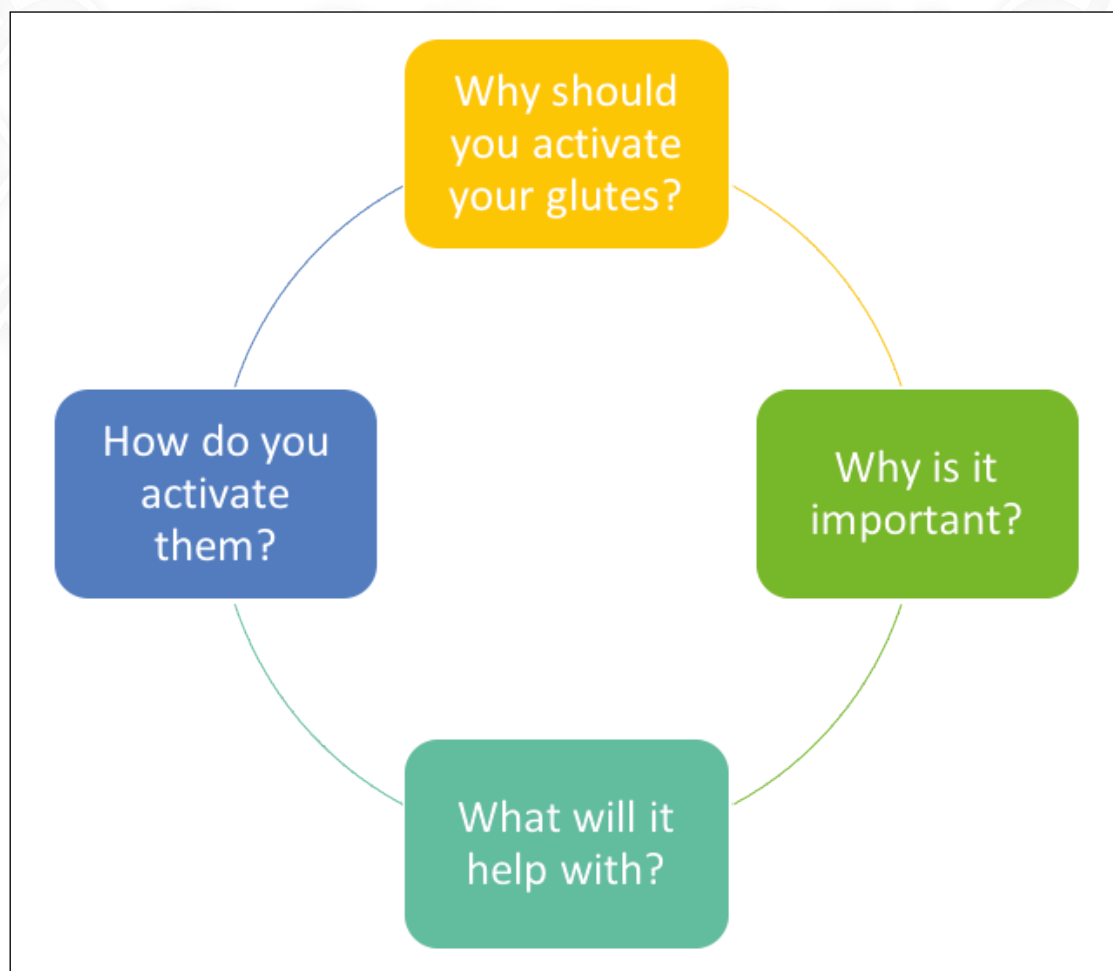 Why should
you activate
your glutes?
Why is it
important?
What will it
help with?
How do you
activate
them?